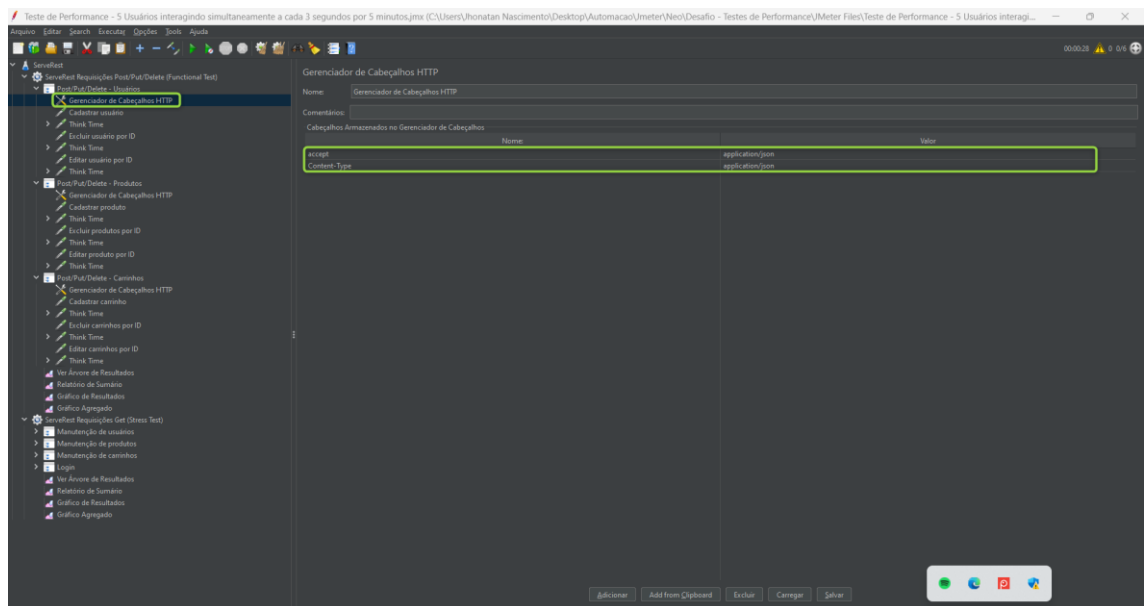 Teste de Performance - 5 Usuários interagindo simultaneamente a cada 3 segundos por 5 minutos.jmx (C:\Users\Jhonatan Nascimento\Desktop\Automacao\Jmeter\Neo\Desafio - Testes de Performance\JMeter Files\Teste de Performance - 5 Usuários interagi...
Arquivo Editar Search Executar Opções Tools Ajuda
00:00:28 0 0/6
ServeRest
ServeRest Requisições Post/Put/Delete (Functional Test)
Post/Put/Delete - Usuários
Gerenciador de Cabeçalhos HTTP
Cadastrar usuário
Think Time
Excluir usuário por ID
Think Time
Editar usuário por ID
Think Time
Post/Put/Delete - Produtos
Gerenciador de Cabeçalhos HTTP
Cadastrar produto
Think Time
Excluir produtos por ID
Think Time
Editar produto por ID
Think Time
Post/Put/Delete - Carrinhos
Gerenciador de Cabeçalhos HTTP
Cadastrar carrinho
Think Time
Excluir carrinhos por ID
Think Time
Editar carrinhos por ID
Think Time
Ver Árvore de Resultados
Relatório de Sumário
Gráfico de Resultados
Gráfico Agregado
ServeRest Requisições Get (Stress Test)
Manutenção de usuários
Manutenção de produtos
Manutenção de carrinhos
Login
Ver Árvore de Resultados
Relatório de Sumário
Gráfico de Resultados
Gráfico Agregado
Gerenciador de Cabeçalhos HTTP
Nome: Gerenciador de Cabeçalhos HTTP
Comentários:
Cabeçalhos Armazenados no Gerenciador de Cabeçalhos
Nome: Valor
accept application/json
Content-Type application/json
Adicionar Add from Clipboard Excluir Carregar Salvar